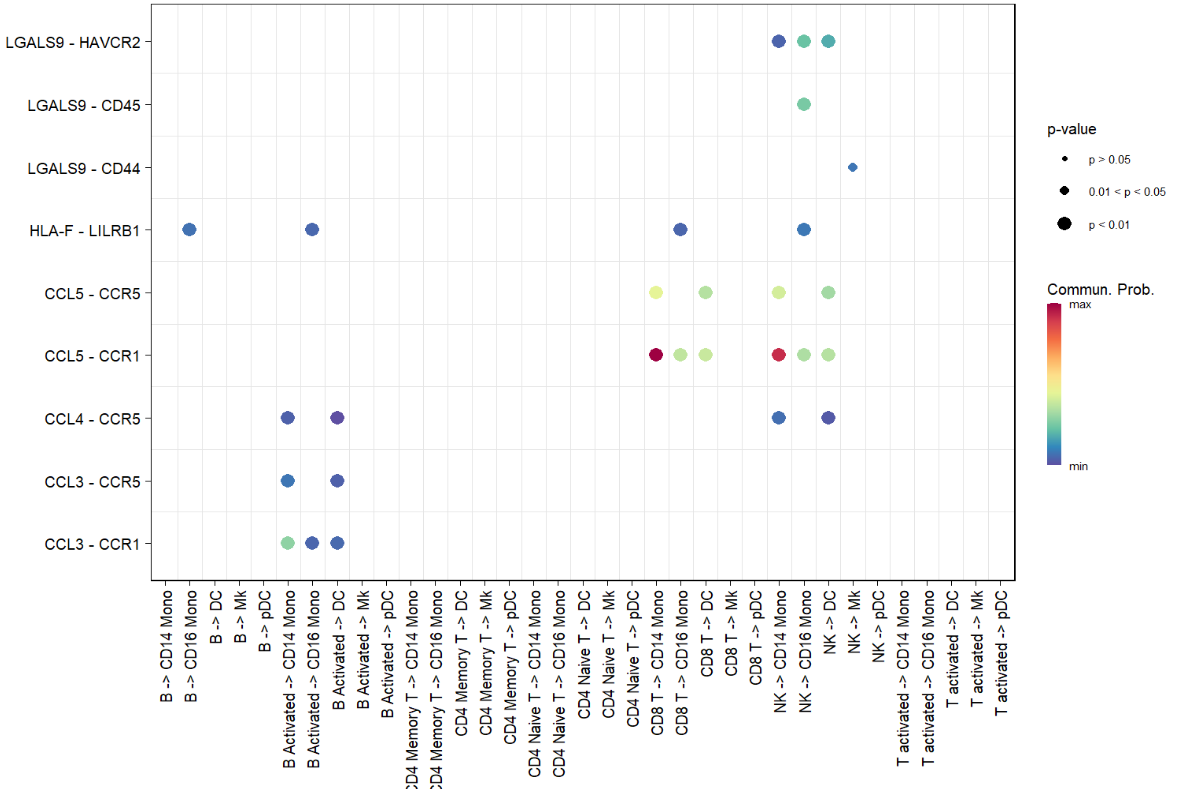 LGALS9 - HAVCR2
LGALS9 - CD45
LGALS9 - CD44
HLA-F - LILRB1
CCL5 - CCR5
CCL5 - CCR1
CCL4 - CCR5
CCL3 - CCR5
CCL3 - CCR1
B -> CD14 Mono
B -> CD16 Mono
B -> DC
B -> Mk
B -> pDC
B Activated -> CD14 Mono
B Activated -> CD16 Mono
B Activated -> DC
B Activated -> Mk
B Activated -> pDC
CD4 Memory T -> CD14 Mono
CD4 Memory T -> CD16 Mono
CD4 Memory T -> DC
CD4 Memory T -> Mk
CD4 Memory T -> pDC
CD4 Naive T -> CD14 Mono
CD4 Naive T -> CD16 Mono
CD4 Naive T -> DC
CD4 Naive T -> Mk
CD4 Naive T -> pDC
CD8 T -> CD14 Mono
CD8 T -> CD16 Mono
CD8 T -> DC
CD8 T -> Mk
CD8 T -> pDC
NK -> CD14 Mono
NK -> CD16 Mono
NK -> DC
NK -> Mk
NK -> pDC
T activated -> CD14 Mono
T activated -> CD16 Mono
T activated -> DC
T activated -> Mk
T activated -> pDC
p-value
p > 0.05
0.01 < p < 0.05
p < 0.01
Commun. Prob.
max
min